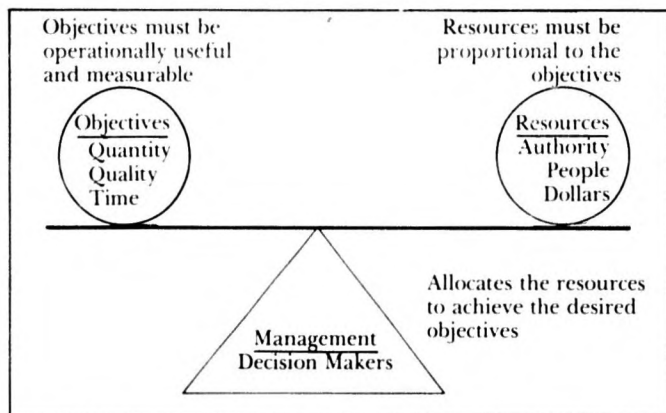 Objectives must be
operationally useful
and measurable
Resources must be
proportional to the
objectives
Objectives
Quantity
Quality
Time
Resources
Authority
People
Dollars
Allocates the resources
to achieve the desired
objectives
Management
Decision Makers